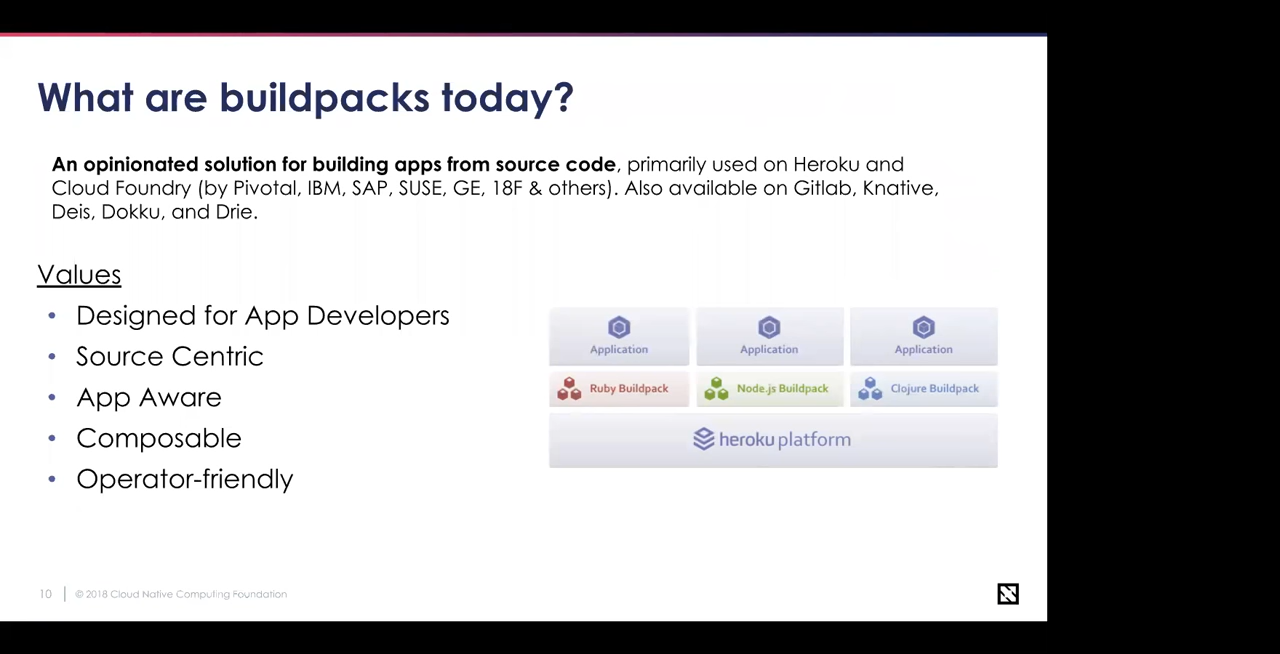 What are buildpacks today?
An opinionated solution for building apps from source code, primarily used on Heroku and
Cloud Foundry (by Pivotal, IBM, SAP, SUSE, GE, 18F & others). Also available on Gitlab, Knative,
Deis, Dokku, and Drie.
Values
• Designed for App Developers
• Source Centric
• App Aware
• Composable
• Operator-friendly
Application Application Application
Ruby Buildpack Node.js Buildpack Clojure Buildpack
heroku platform
10 © 2018 Cloud Native Computing Foundation